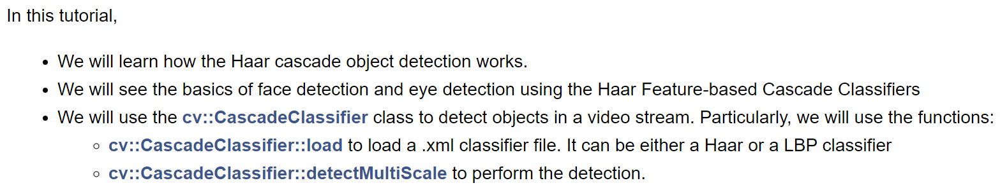 In this tutorial,
• We will learn how the Haar cascade object detection works.
• We will see the basics of face detection and eye detection using the Haar Feature-based Cascade Classifiers
• We will use the cv::CascadeClassifier class to detect objects in a video stream. Particularly, we will use the functions:
◦ cv::CascadeClassifier::load to load a .xml classifier file. It can be either a Haar or a LBP classifier
◦ cv::CascadeClassifier::detectMultiScale to perform the detection.